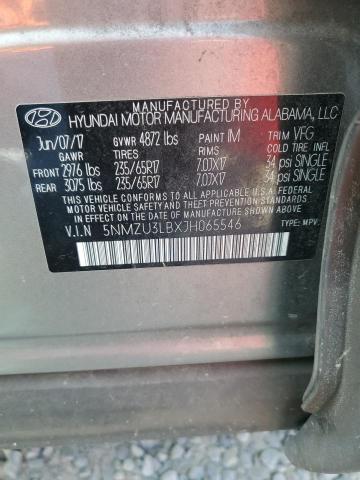 MANUFACTURED BY
HYUNDAI MOTOR MANUFACTURING ALABAMA, LLC
Jun/07/17 GVWR 4872 lbs PAINT IM TRIM VFG
GAWR TIRES RIMS COLD TIRE INFL
FRONT 2976 lbs 235/65R17 7.0JX17 34 psi SINGLE
REAR 3075 lbs 235/65R17 7.0JX17 34 psi SINGLE
THIS VEHICLE CONFORMS TO ALL APPLICABLE FEDERAL
MOTOR VEHICLE SAFETY, BUMPER AND THEFT PREVENTION
STANDARDS IN EFFECT ON THE DATE OF MANUFACTURE SHOWN ABOVE.
V.I.N 5NMZU3LBXJH065546 TYPE: MPV